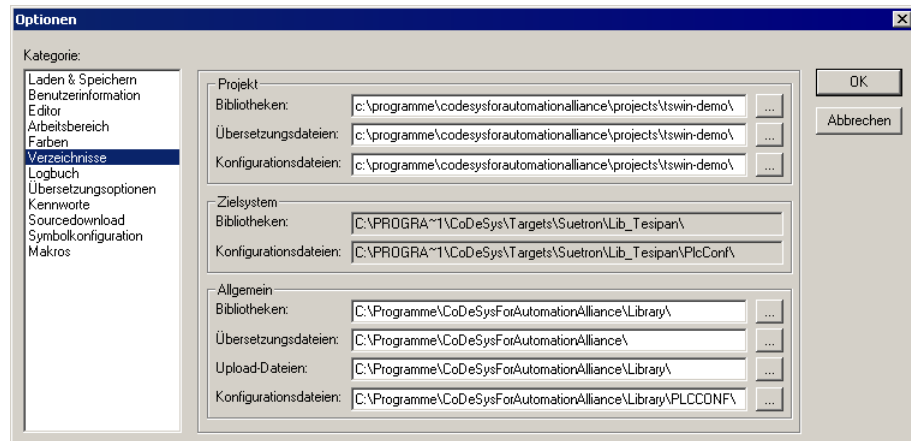 Optionen
Kategorie:
Laden & Speichern
Benutzerinformation
Editor
Arbeitsbereich
Farben
Verzeichnisse
Logbuch
Übersetzungsoptionen
Kennworte
Sourcedownload
Symbolkonfiguration
Makros
Projekt
Bibliotheken: c:\programme\codesysforautomationalliance\projects\tswin-demo\ ...
Übersetzungsdateien: c:\programme\codesysforautomationalliance\projects\tswin-demo\ ...
Konfigurationsdateien: c:\programme\codesysforautomationalliance\projects\tswin-demo\ ...
Zielsystem
Bibliotheken: C:\PROGRA~1\CoDeSys\Targets\Suetron\Lib_Tesipan\
Konfigurationsdateien: C:\PROGRA~1\CoDeSys\Targets\Suetron\Lib_Tesipan\PlcConf\
Allgemein
Bibliotheken: C:\Programme\CoDeSysForAutomationAlliance\Library\ ...
Übersetzungsdateien: C:\Programme\CoDeSysForAutomationAlliance\ ...
Upload-Dateien: C:\Programme\CoDeSysForAutomationAlliance\Library\ ...
Konfigurationsdateien: C:\Programme\CoDeSysForAutomationAlliance\Library\PLCCONF\ ...
OK
Abbrechen